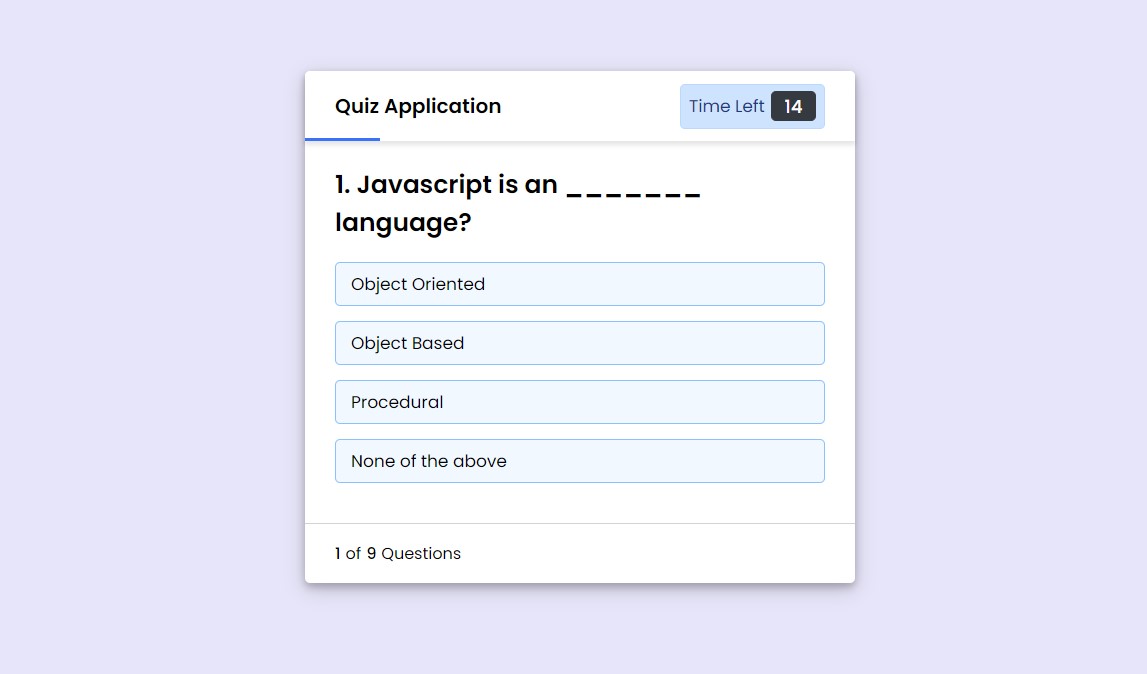 Quiz Application
Time Left 14
1. Javascript is an _______
language?
Object Oriented
Object Based
Procedural
None of the above
1 of 9 Questions